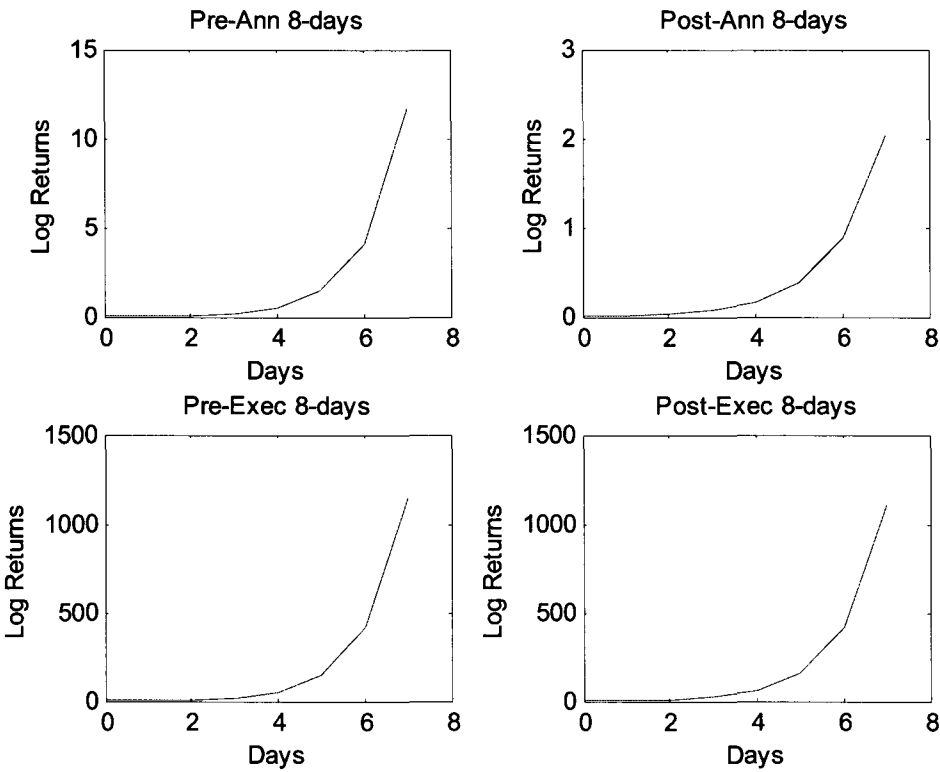 Pre-Ann 8-days
15
10
5
0
Log Returns
0 2 4 6 8
Days
Post-Ann 8-days
3
2
1
0
Log Returns
0 2 4 6 8
Days
Pre-Exec 8-days
1500
1000
500
0
Log Returns
0 2 4 6 8
Days
Post-Exec 8-days
1500
1000
500
0
Log Returns
0 2 4 6 8
Days